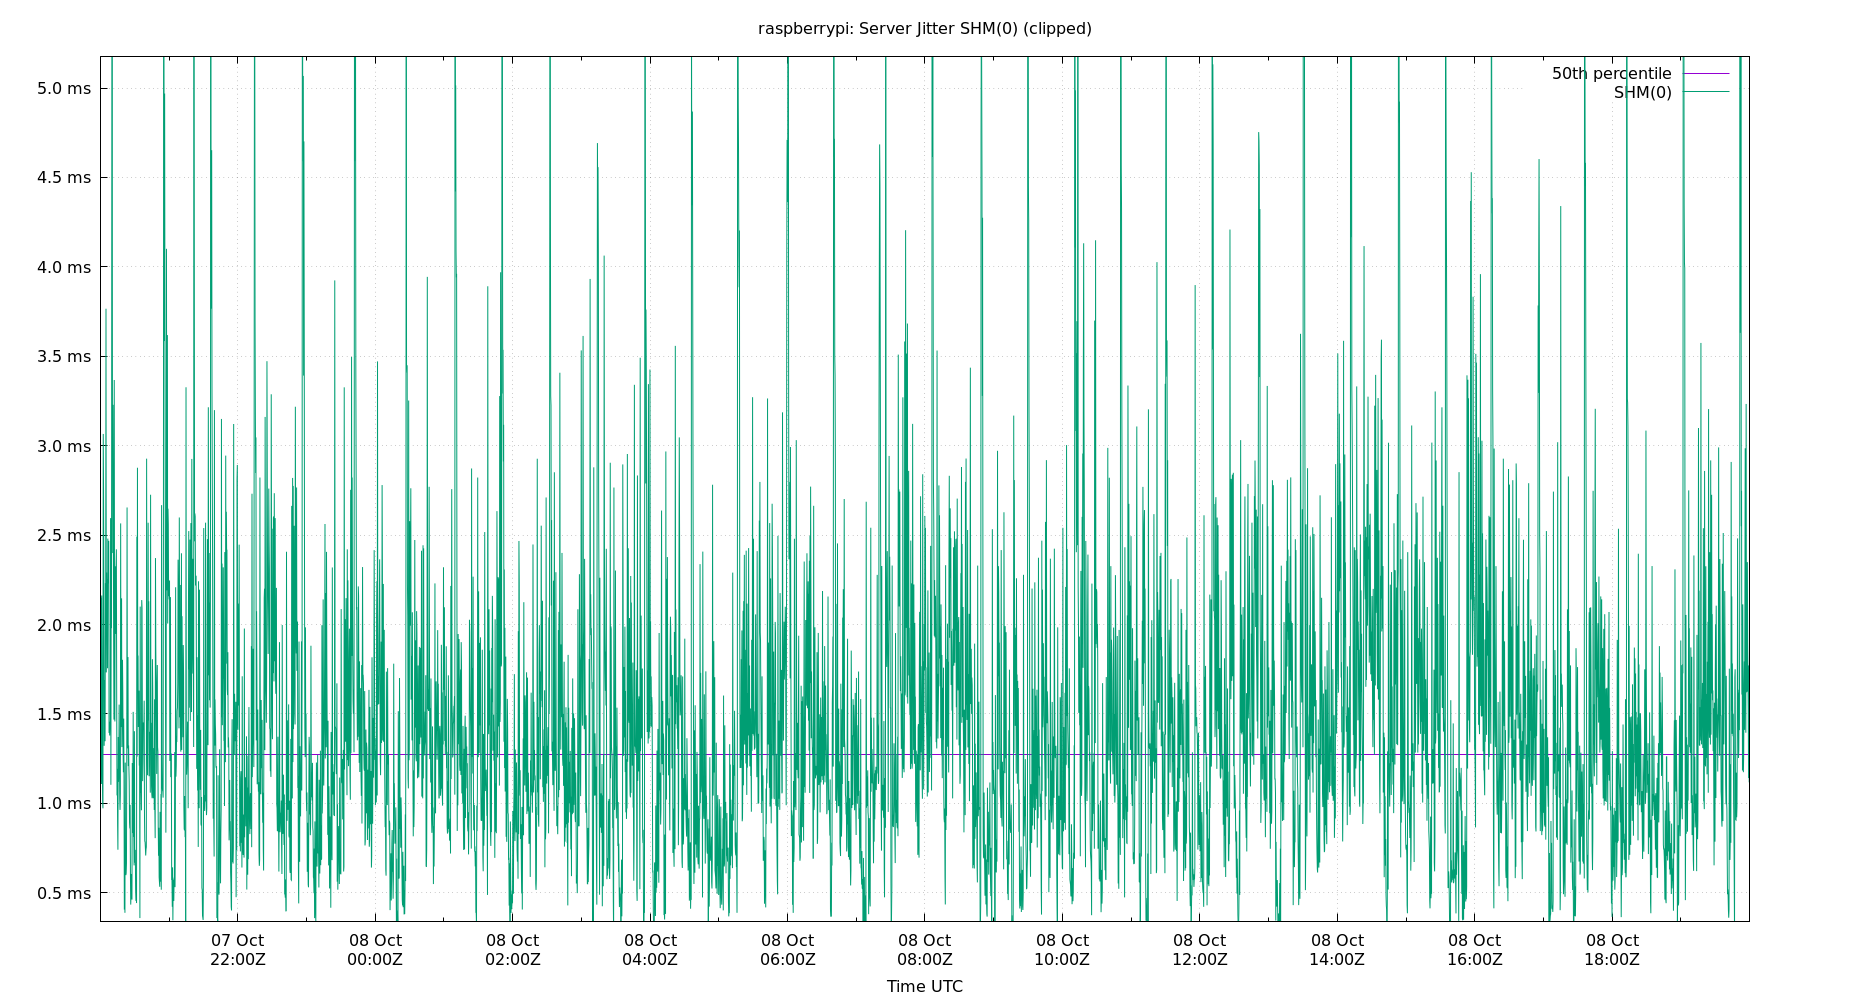 raspberrypi: Server Jitter SHM(0) (clipped)
5.0 ms
4.5 ms
4.0 ms
3.5 ms
3.0 ms
2.5 ms
2.0 ms
1.5 ms
1.0 ms
0.5 ms
50th percentile
SHM(0)
07 Oct 08 Oct 08 Oct 08 Oct 08 Oct 08 Oct 08 Oct 08 Oct 08 Oct 08 Oct 08 Oct
22:00Z 00:00Z 02:00Z 04:00Z 06:00Z 08:00Z 10:00Z 12:00Z 14:00Z 16:00Z 18:00Z
Time UTC